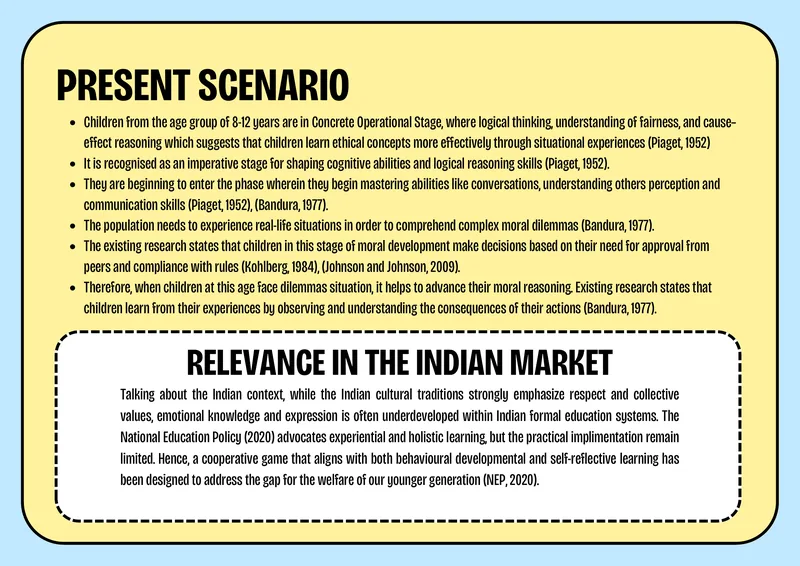 PRESENT SCENARIO
• Children from the age group of 8-12 years are in Concrete Operational Stage, where logical thinking, understanding of fairness, and cause-
effect reasoning which suggests that children learn ethical concepts more effectively through situational experiences (Piaget, 1952)
• It is recognised as an imperative stage for shaping cognitive abilities and logical reasoning skills (Piaget, 1952).
• They are beginning to enter the phase wherein they begin mastering abilities like conversations, understanding others perception and
communication skills (Piaget, 1952), (Bandura, 1977).
• The population needs to experience real-life situations in order to comprehend complex moral dilemmas (Bandura, 1977).
• The existing research states that children in this stage of moral development make decisions based on their need for approval from
peers and compliance with rules (Kohlberg, 1984), (Johnson and Johnson, 2009).
• Therefore, when children at this age face dilemmas situation, it helps to advance their moral reasoning. Existing research states that
children learn from their experiences by observing and understanding the consequences of their actions (Bandura, 1977).
RELEVANCE IN THE INDIAN MARKET
Talking about the Indian context, while the Indian cultural traditions strongly emphasize respect and collective
values, emotional knowledge and expression is often underdeveloped within Indian formal education systems. The
National Education Policy (2020) advocates experiential and holistic learning, but the practical implimentation remain
limited. Hence, a cooperative game that aligns with both behavioural developmental and self-reflective learning has
been designed to address the gap for the welfare of our younger generation (NEP, 2020).